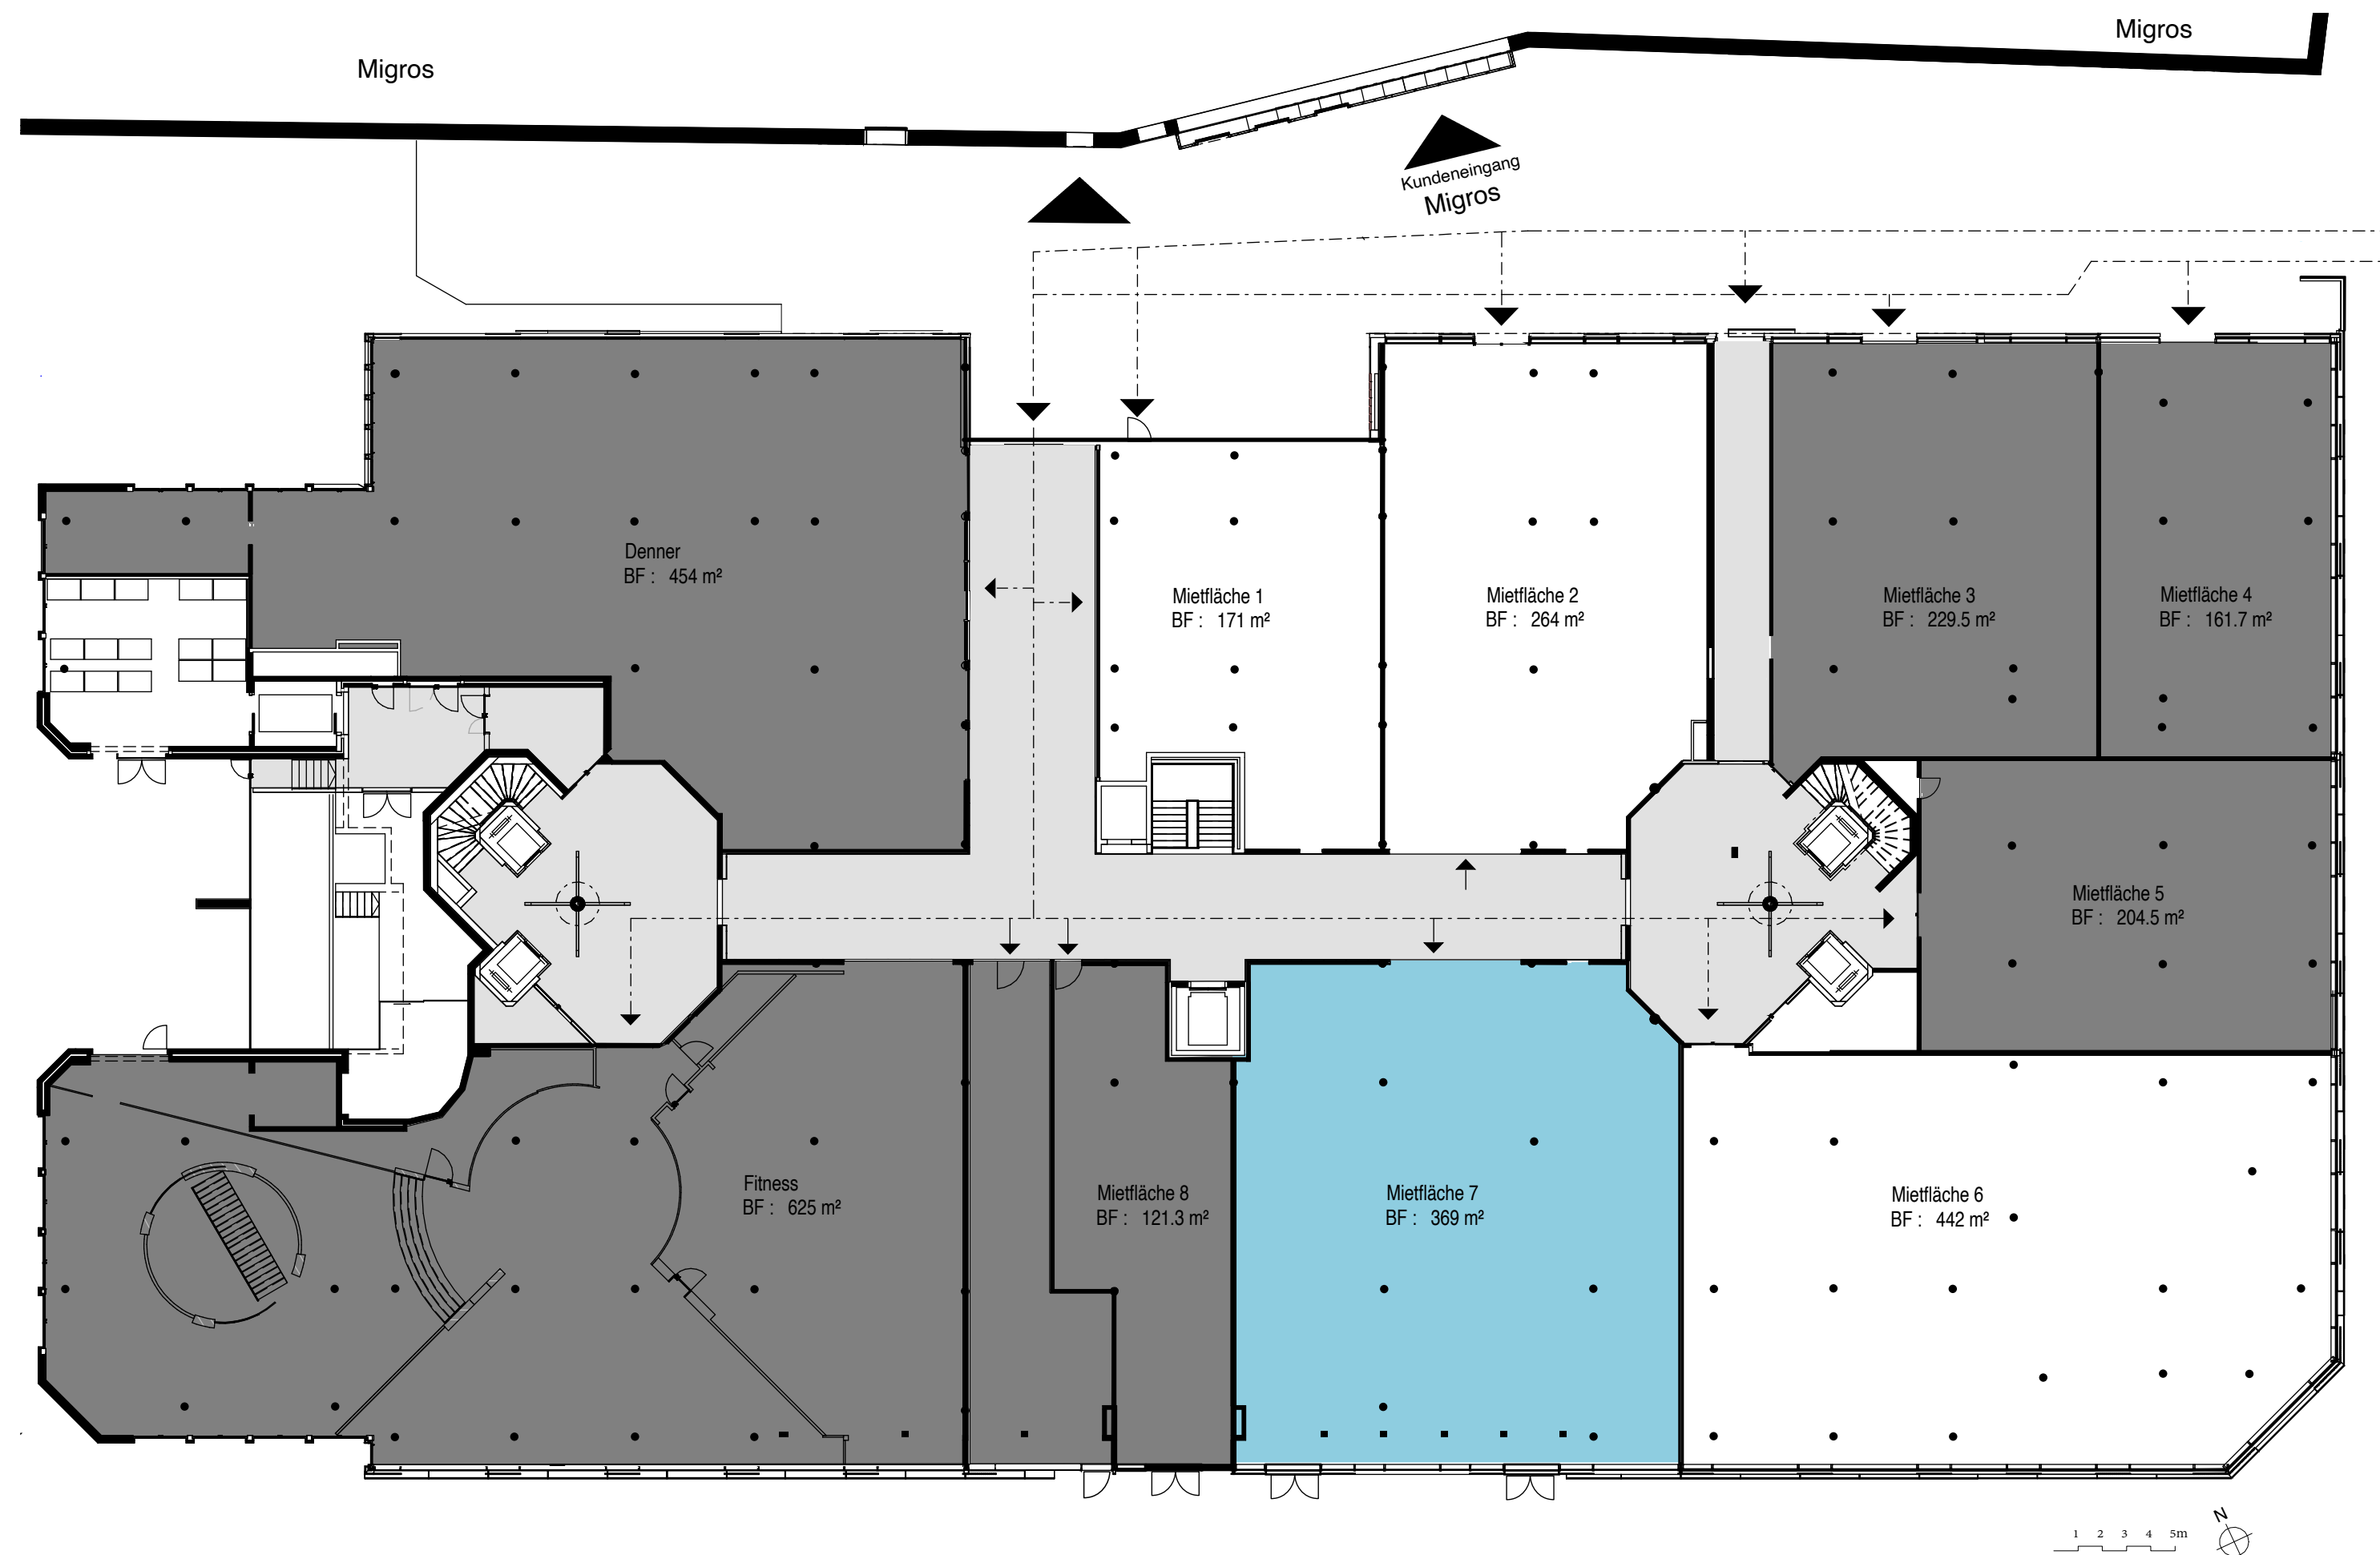 Migros
Migros
Kundeneingang
Migros
Denner
BF : 454 m²
Mietfläche 1
BF : 171 m²
Mietfläche 2
BF : 264 m²
Mietfläche 3
BF : 229.5 m²
Mietfläche 4
BF : 161.7 m²
Mietfläche 5
BF : 204.5 m²
Fitness
BF : 625 m²
Mietfläche 8
BF : 121.3 m²
Mietfläche 7
BF : 369 m²
Mietfläche 6
BF : 442 m²
N
1 2 3 4 5m